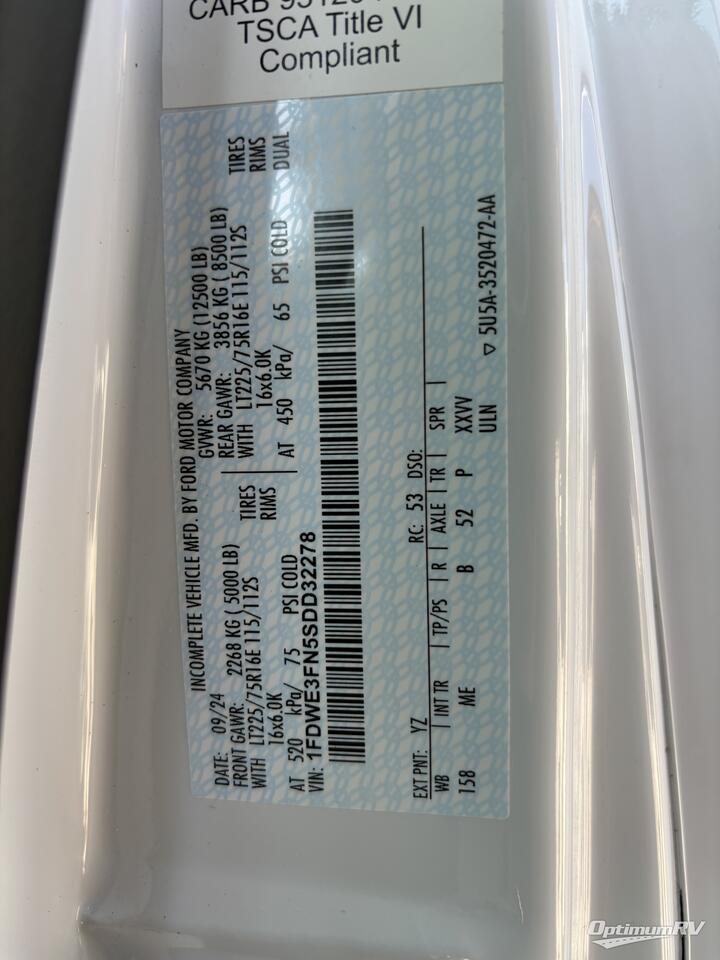 TSCA Title VI
Compliant
INCOMPLETE VEHICLE MFD. BY FORD MOTOR COMPANY
DATE: 09/24 GVWR: 5670 KG (12500 LB)
FRONT GAWR: 2268 KG ( 5000 LB) REAR GAWR: 3856 KG ( 8500 LB)
WITH LT225/75R16E 115/112S TIRES WITH LT225/75R16E 115/112S TIRES
16x6.0K RIMS 16x6.0K RIMS
AT 520 kPa/ 75 PSI COLD AT 450 kPa/ 65 PSI COLD DUAL
VIN: 1FDWE3FN5SDD32278
EXT PNT: YZ RC: 53 DSO:
WB INT TR TP/PS R AXLE TR SPR
158 ME B 52 P XXVV
ULN ▽ 5U5A-3520472-AA
OptimumRV